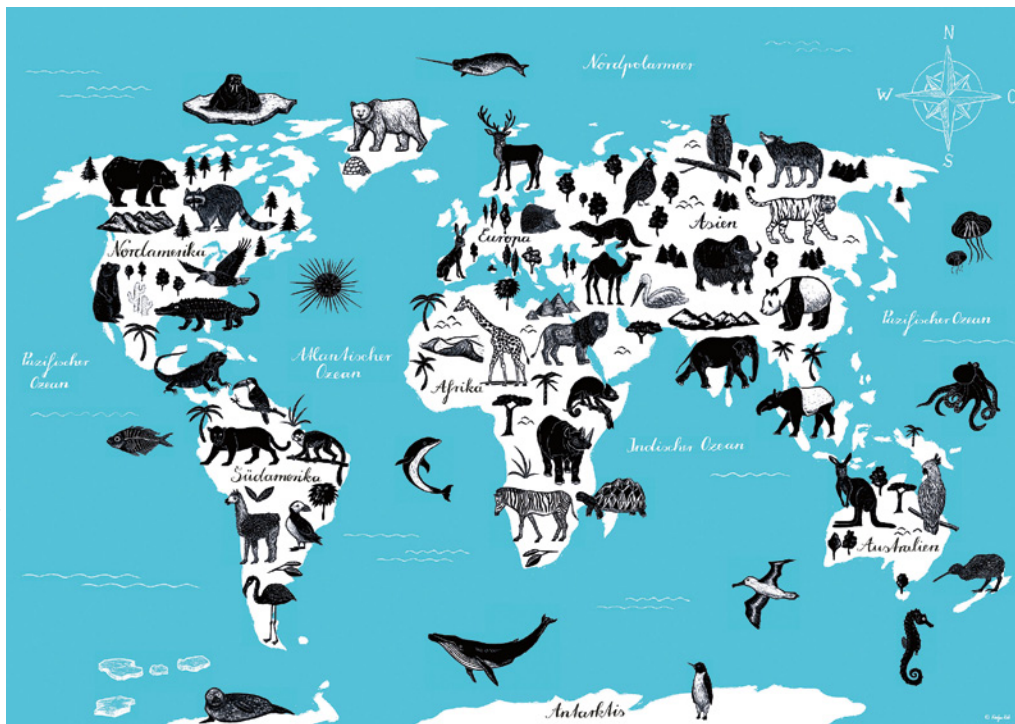 Nordpolarmeer
N
W
O
S
Nordamerika
Europa
Asien
Pazifischer
Ozean
Atlantischer
Ozean
Pazifischer Ozean
Afrika
Indischer Ozean
Südamerika
Australien
Antarktis